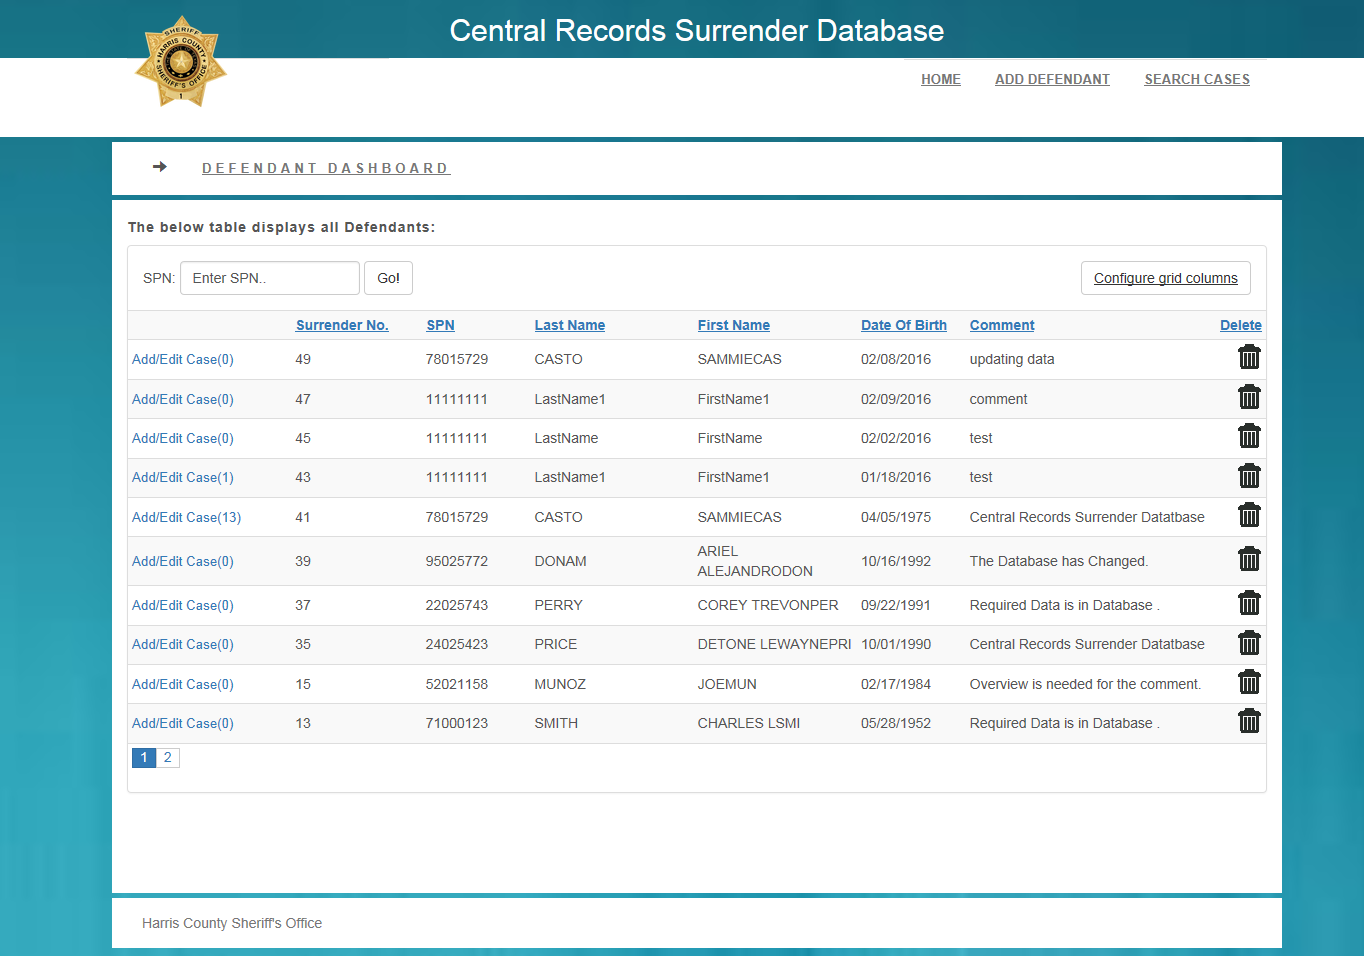 Central Records Surrender Database
SHERIFF
HARRIS COUNTY
SHERIFF'S OFFICE
1
HOME ADD DEFENDANT SEARCH CASES
DEFENDANT DASHBOARD
The below table displays all Defendants:
SPN: Enter SPN.. Go! Configure grid columns
Surrender No. SPN Last Name First Name Date Of Birth Comment Delete
Add/Edit Case(0) 49 78015729 CASTO SAMMIECAS 02/08/2016 updating data
Add/Edit Case(0) 47 11111111 LastName1 FirstName1 02/09/2016 comment
Add/Edit Case(0) 45 11111111 LastName FirstName 02/02/2016 test
Add/Edit Case(1) 43 11111111 LastName1 FirstName1 01/18/2016 test
Add/Edit Case(13) 41 78015729 CASTO SAMMIECAS 04/05/1975 Central Records Surrender Datatbase
Add/Edit Case(0) 39 95025772 DONAM ARIEL ALEJANDRODON 10/16/1992 The Database has Changed.
Add/Edit Case(0) 37 22025743 PERRY COREY TREVONPER 09/22/1991 Required Data is in Database .
Add/Edit Case(0) 35 24025423 PRICE DETONE LEWAYNEPRI 10/01/1990 Central Records Surrender Datatbase
Add/Edit Case(0) 15 52021158 MUNOZ JOEMUN 02/17/1984 Overview is needed for the comment.
Add/Edit Case(0) 13 71000123 SMITH CHARLES LSMI 05/28/1952 Required Data is in Database .
1 2
Harris County Sheriff's Office